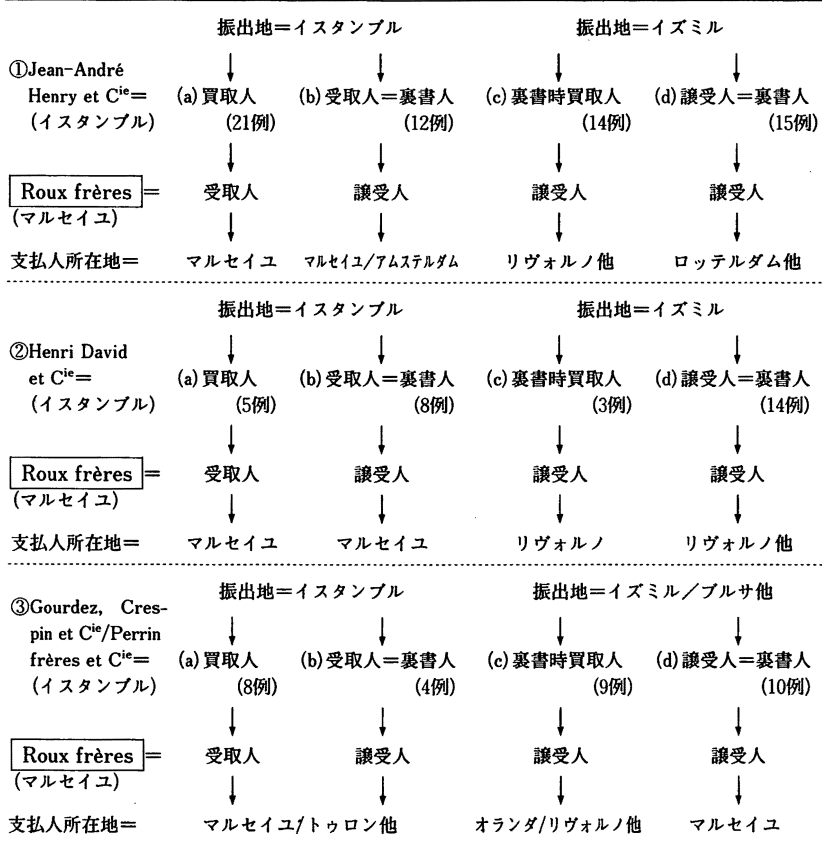 振出地＝イスタンブル 振出地＝イズミル
↓ ↓ ↓ ↓
①Jean-André
Henry et Cⁱᵉ＝ (a)買取人 (b)受取人＝裏書人 (c)裏書時買取人 (d)譲受人＝裏書人
(イスタンブル) (21例) (12例) (14例) (15例)
↓ ↓ ↓ ↓
Roux frères＝ 受取人 譲受人 譲受人 譲受人
(マルセイユ) ↓ ↓ ↓ ↓
支払人所在地＝ マルセイユ マルセイユ/アムステルダム リヴォルノ他 ロッテルダム他
振出地＝イスタンブル 振出地＝イズミル
↓ ↓ ↓ ↓
②Henri David
et Cⁱᵉ＝ (a)買取人 (b)受取人＝裏書人 (c)裏書時買取人 (d)譲受人＝裏書人
(イスタンブル) (5例) (8例) (3例) (14例)
↓ ↓ ↓ ↓
Roux frères＝ 受取人 譲受人 譲受人 譲受人
(マルセイユ) ↓ ↓ ↓ ↓
支払人所在地＝ マルセイユ マルセイユ リヴォルノ リヴォルノ他
振出地＝イスタンブル 振出地＝イズミル／ブルサ他
③Gourdez, Cres-
pin et Cⁱᵉ/Perrin
frères et Cⁱᵉ＝ (a)買取人 (b)受取人＝裏書人 (c)裏書時買取人 (d)譲受人＝裏書人
(イスタンブル) (8例) (4例) (9例) (10例)
↓ ↓ ↓ ↓
Roux frères＝ 受取人 譲受人 譲受人 譲受人
(マルセイユ) ↓ ↓ ↓ ↓
支払人所在地＝ マルセイユ/トゥロン他 オランダ/リヴォルノ他 マルセイユ